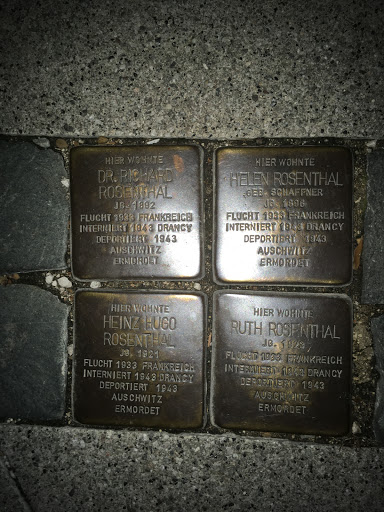 HIER WOHNTE
DR. RICHARD
ROSENTHAL
JG. 1892
FLUCHT 1933 FRANKREICH
INTERNIERT 1943 DRANCY
DEPORTIERT 1943
AUSCHWITZ
ERMORDET
HIER WOHNTE
HELEN ROSENTHAL
GEB. SCHAFFNER
JG. 1896
FLUCHT 1933 FRANKREICH
INTERNIERT 1943 DRANCY
DEPORTIERT 1943
AUSCHWITZ
ERMORDET
HIER WOHNTE
HEINZ HUGO
ROSENTHAL
JG. 1921
FLUCHT 1933 FRANKREICH
INTERNIERT 1943 DRANCY
DEPORTIERT 1943
AUSCHWITZ
ERMORDET
HIER WOHNTE
RUTH ROSENTHAL
JG.
FLUCHT 1933 FRANKREICH
INTERNIERT 1943 DRANCY
DEPORTIERT 1943
AUSCHWITZ
ERMORDET